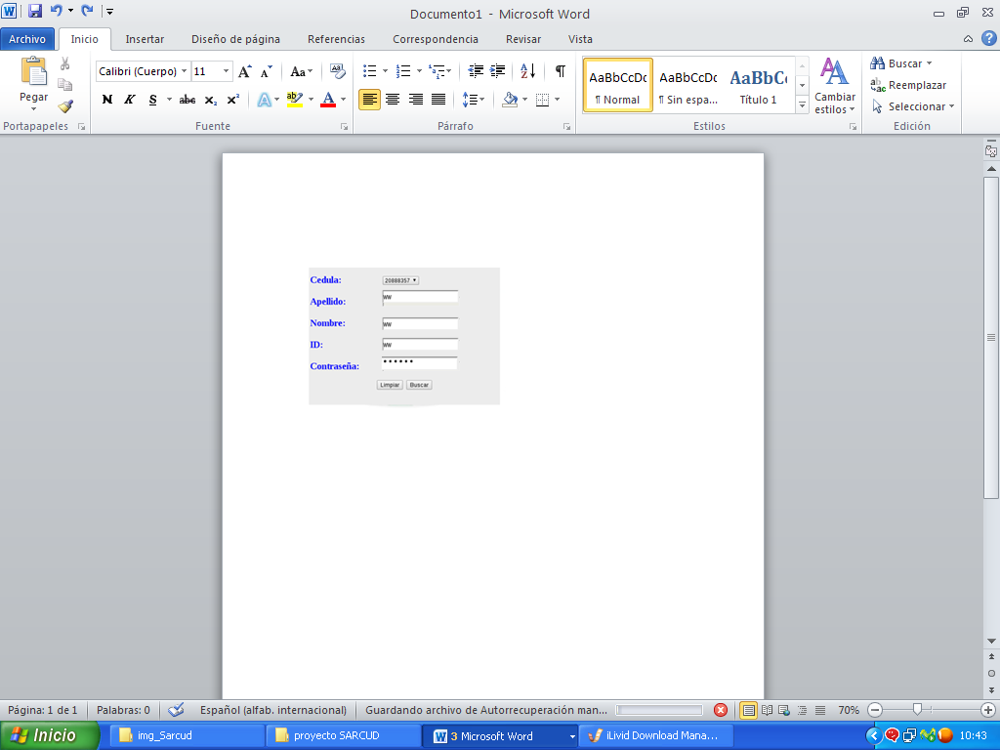 Documento1 - Microsoft Word
Archivo Inicio Insertar Diseño de página Referencias Correspondencia Revisar Vista
Pegar
Calibri (Cuerpo) 11 A A Aa
N K S abc x₂ x² A ab A
AaBbCcDc AaBbCcDc AaBbCc
¶ Normal ¶ Sin espa... Título 1
Cambiar estilos
Buscar
Reemplazar
Seleccionar
Portapapeles Fuente Párrafo Estilos Edición
Cedula: 20888357
Apellido: ww
Nombre: ww
ID: ww
Contraseña: ••••••
Limpiar Buscar
Página: 1 de 1 Palabras: 0 Español (alfab. internacional) Guardando archivo de Autorrecuperación man... 70%
Inicio img_Sarcud proyecto SARCUD 3 Microsoft Word iLivid Download Mana... 10:43